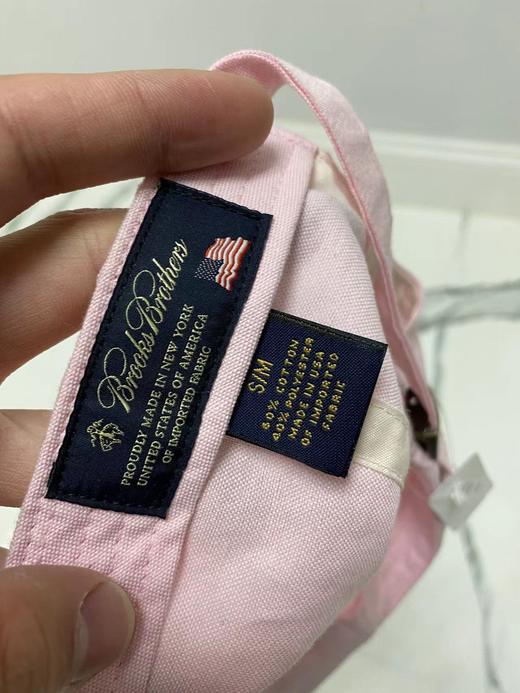 Brooks Brothers
PROUDLY MADE IN NEW YORK
UNITED STATES OF AMERICA
OF IMPORTED FABRIC
S/M
60% COTTON
40% POLYESTER
MADE IN USA
OF IMPORTED
FABRIC